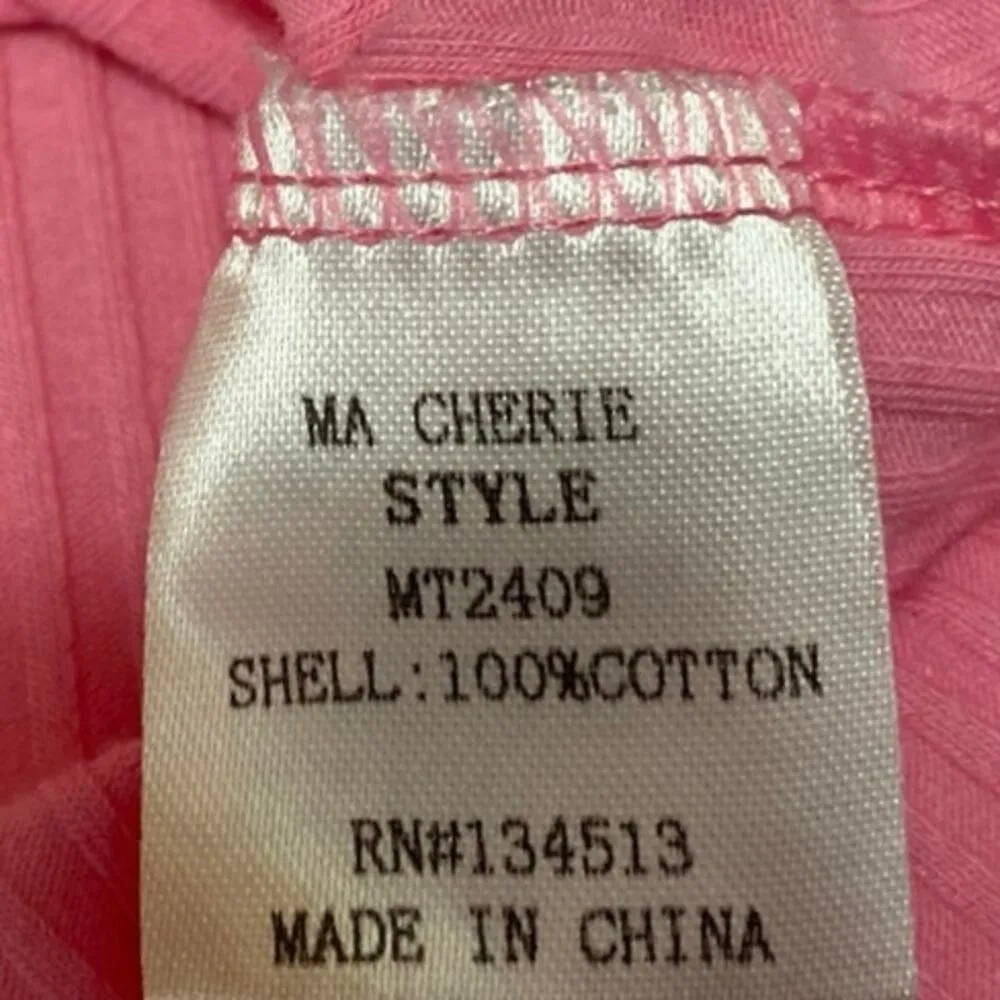 MA CHERIE
STYLE
MT2409
SHELL:100%COTTON
RN#134513
MADE IN CHINA